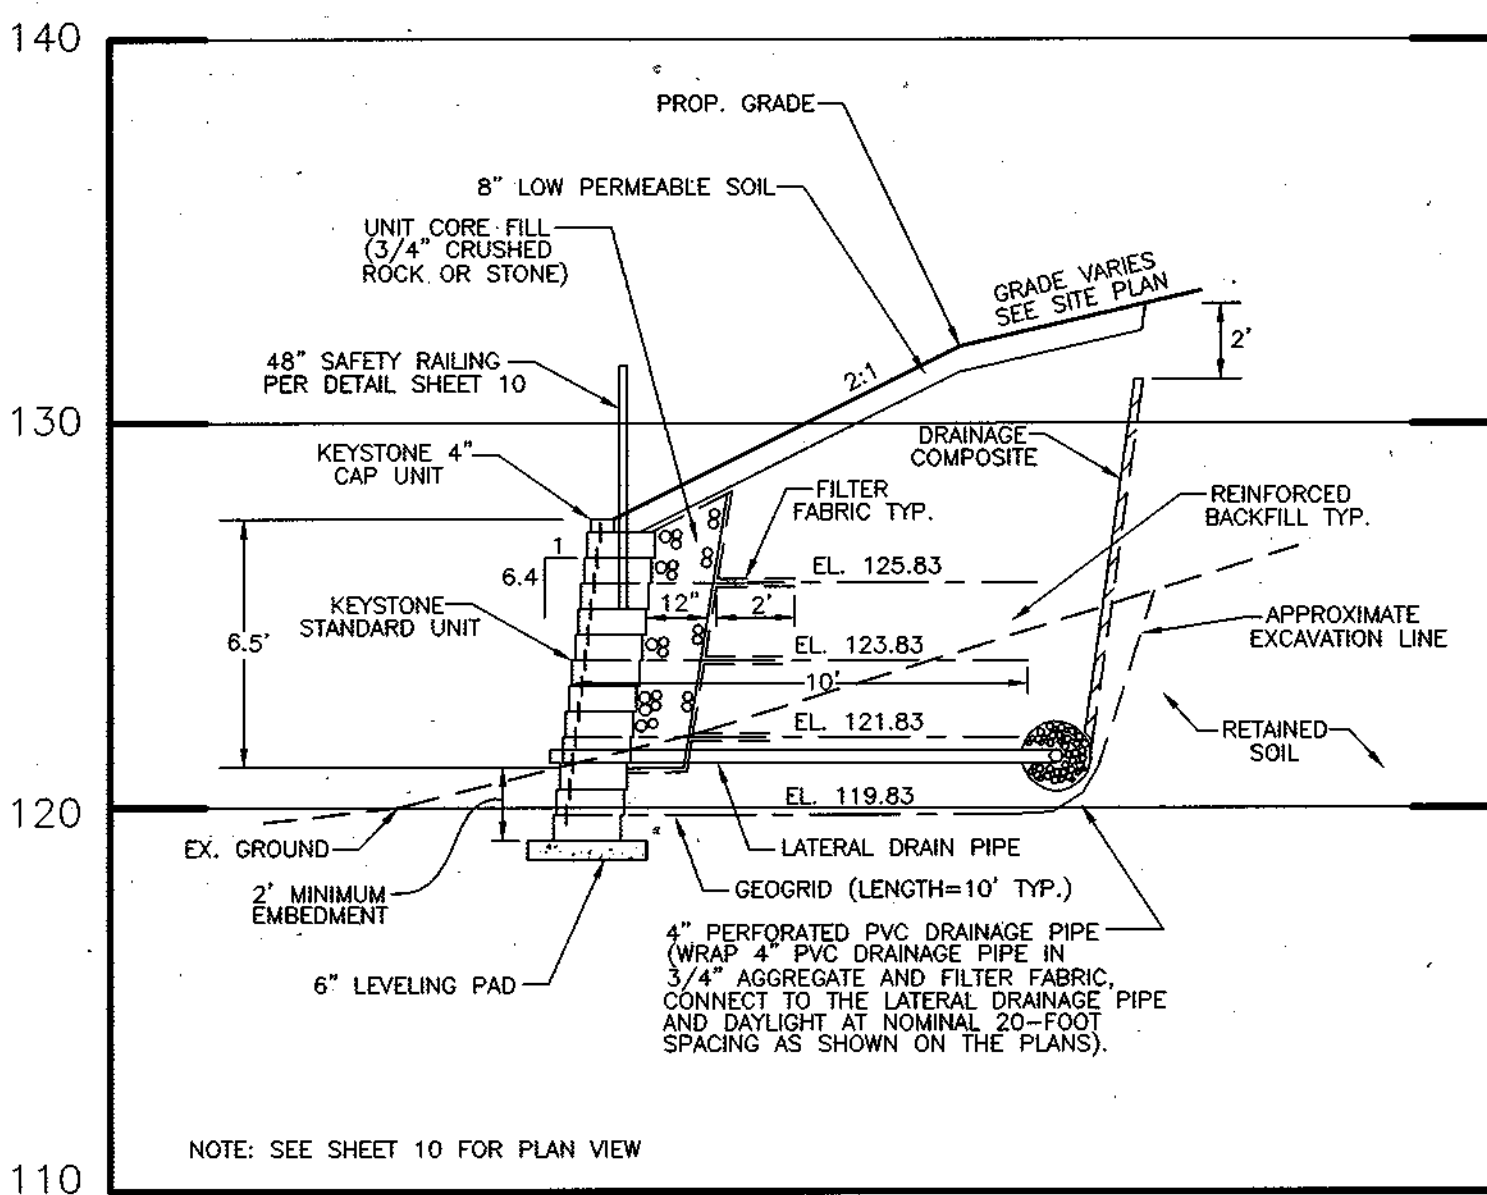 140
PROP. GRADE
8" LOW PERMEABLE SOIL
UNIT CORE FILL
(3/4" CRUSHED
ROCK OR STONE)
GRADE VARIES
SEE SITE PLAN
2'
48" SAFETY RAILING
PER DETAIL SHEET 10
2:1
130
DRAINAGE
COMPOSITE
KEYSTONE 4"
CAP UNIT
FILTER
FABRIC TYP.
REINFORCED
BACKFILL TYP.
1
6.4
EL. 125.83
KEYSTONE
STANDARD UNIT
12"
2'
APPROXIMATE
EXCAVATION LINE
6.5'
EL. 123.83
10'
EL. 121.83
RETAINED
SOIL
120
EL. 119.83
EX. GROUND
LATERAL DRAIN PIPE
2' MINIMUM
EMBEDMENT
GEOGRID (LENGTH=10' TYP.)
4" PERFORATED PVC DRAINAGE PIPE
(WRAP 4" PVC DRAINAGE PIPE IN
3/4" AGGREGATE AND FILTER FABRIC,
CONNECT TO THE LATERAL DRAINAGE PIPE
AND DAYLIGHT AT NOMINAL 20-FOOT
SPACING AS SHOWN ON THE PLANS).
6" LEVELING PAD
NOTE: SEE SHEET 10 FOR PLAN VIEW
110